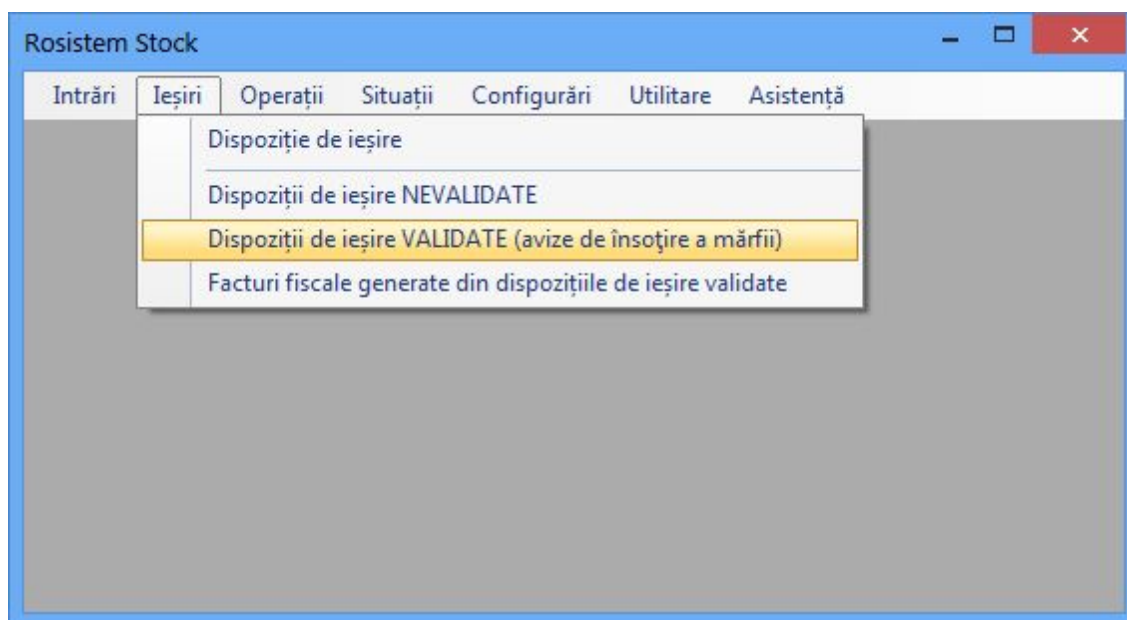 Rosistem Stock
Intrări Ieșiri Operații Situații Configurări Utilitare Asistență
Dispoziție de ieșire
Dispoziții de ieșire NEVALIDATE
Dispoziții de ieșire VALIDATE (avize de însoţire a mărfii)
Facturi fiscale generate din dispozițiile de ieșire validate